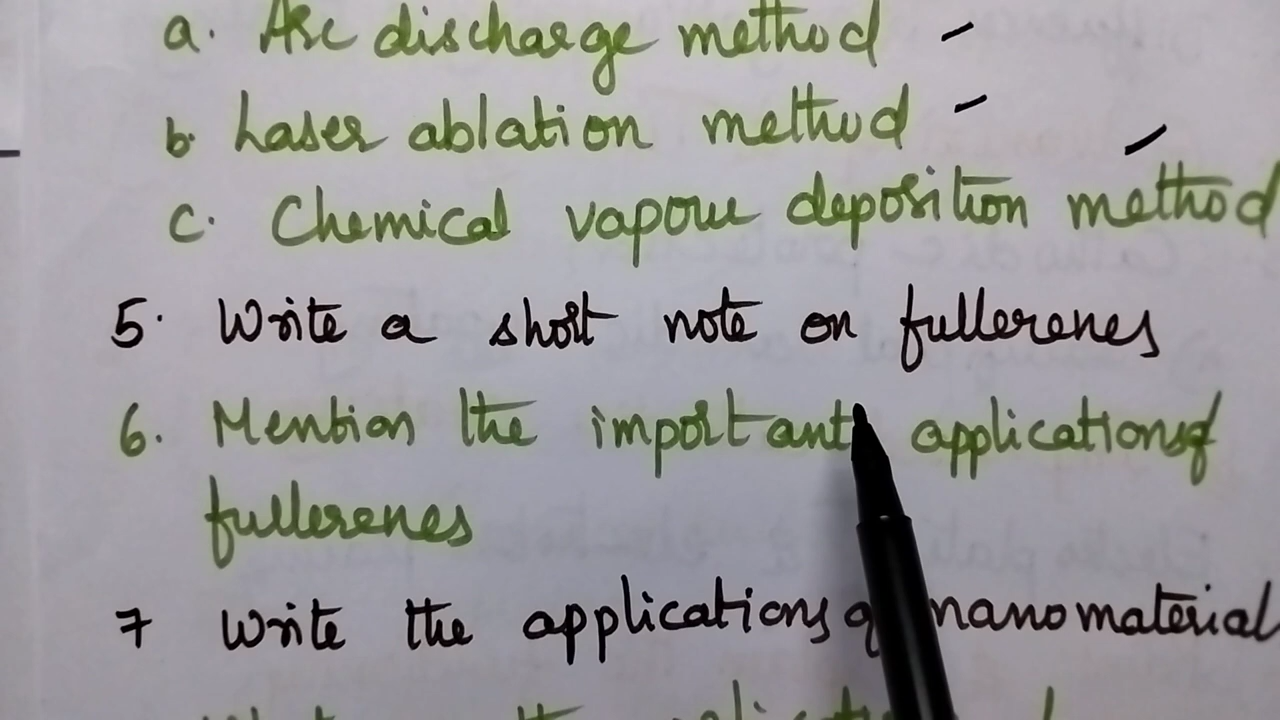 a. Arc discharge method
b. Laser ablation method
c. Chemical vapour deposition method
5. Write a short note on fullerenes
6. Mention the important applications of
fullerenes
7 Write the applications of nanomaterial